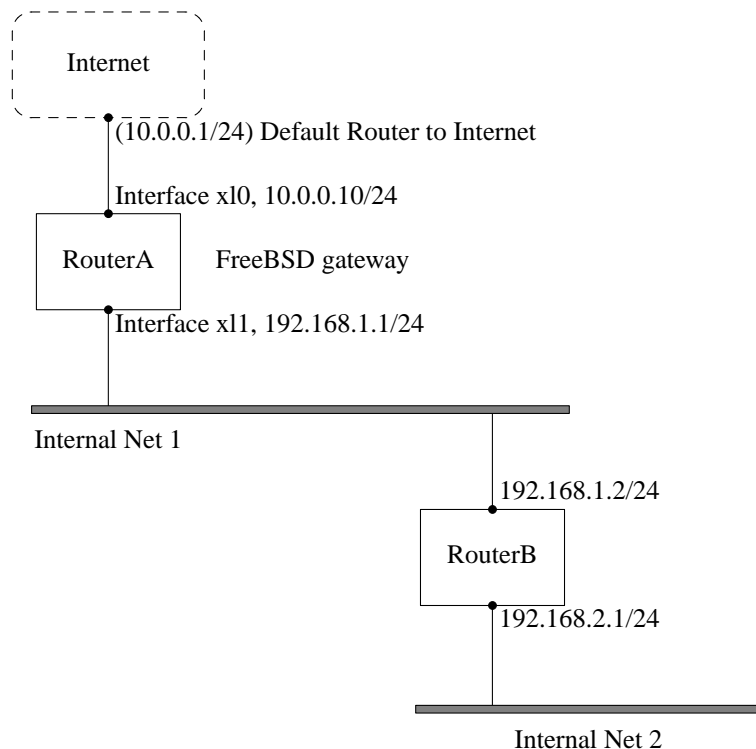 Internet
(10.0.0.1/24) Default Router to Internet
Interface xl0, 10.0.0.10/24
RouterA
FreeBSD gateway
Interface xl1, 192.168.1.1/24
Internal Net 1
192.168.1.2/24
RouterB
192.168.2.1/24
Internal Net 2